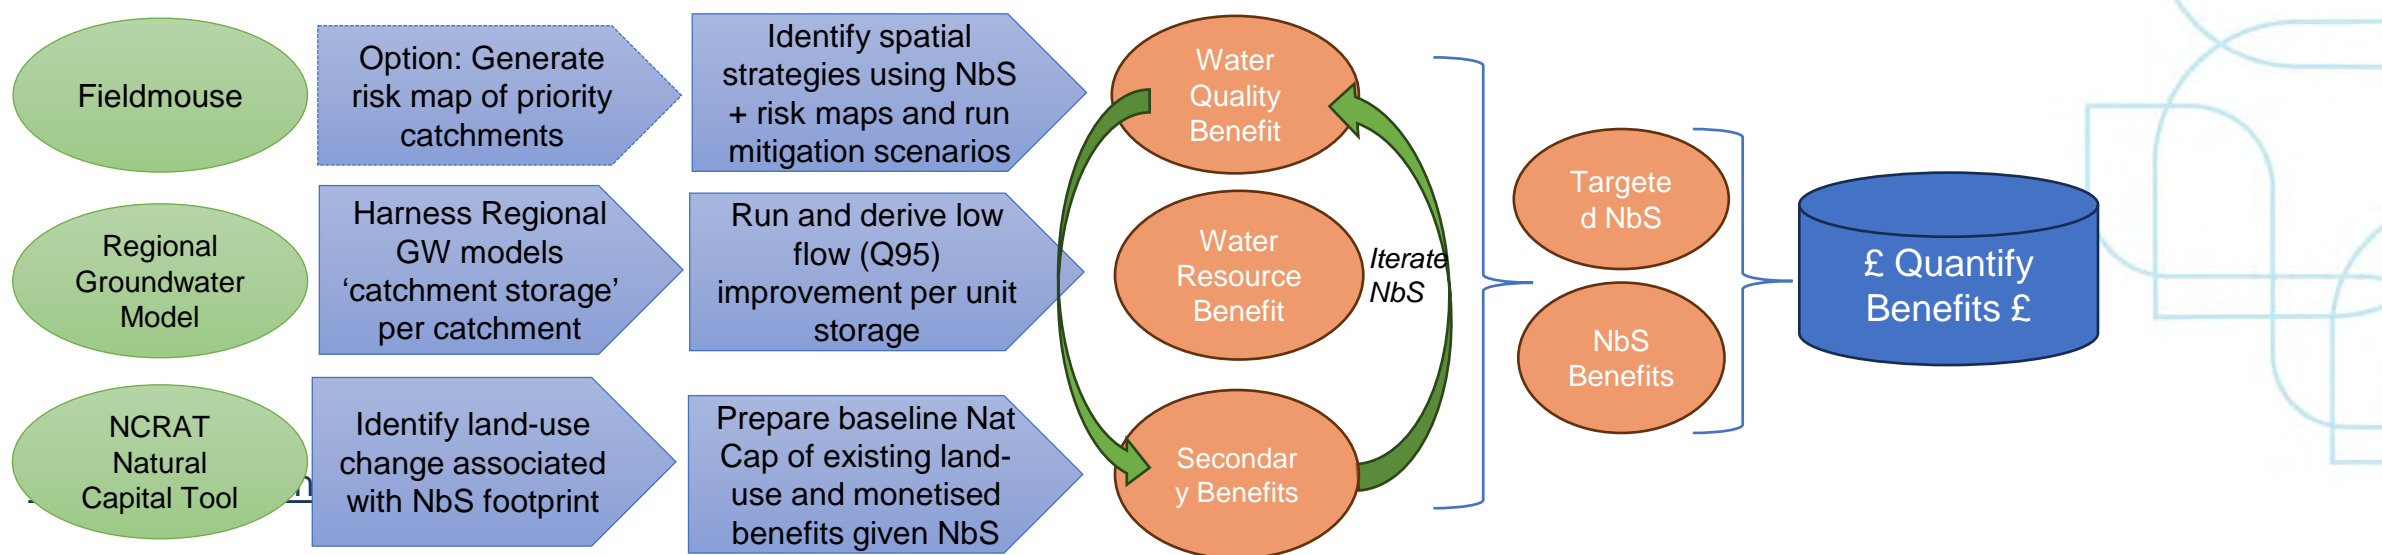 Fieldmouse
Option: Generate
risk map of priority
catchments
Identify spatial
strategies using NbS
+ risk maps and run
mitigation scenarios
Water
Quality
Benefit
Regional
Groundwater
Model
Harness Regional
GW models
‘catchment storage’
per catchment
Run and derive low
flow (Q95)
improvement per unit
storage
Water
Resource
Benefit
Iterate
NbS
NCRAT
Natural
Capital Tool
Identify land-use
change associated
with NbS footprint
Prepare baseline Nat
Cap of existing land-
use and monetised
benefits given NbS
Secondar
y Benefits
Targete
d NbS
NbS
Benefits
£ Quantify
Benefits £